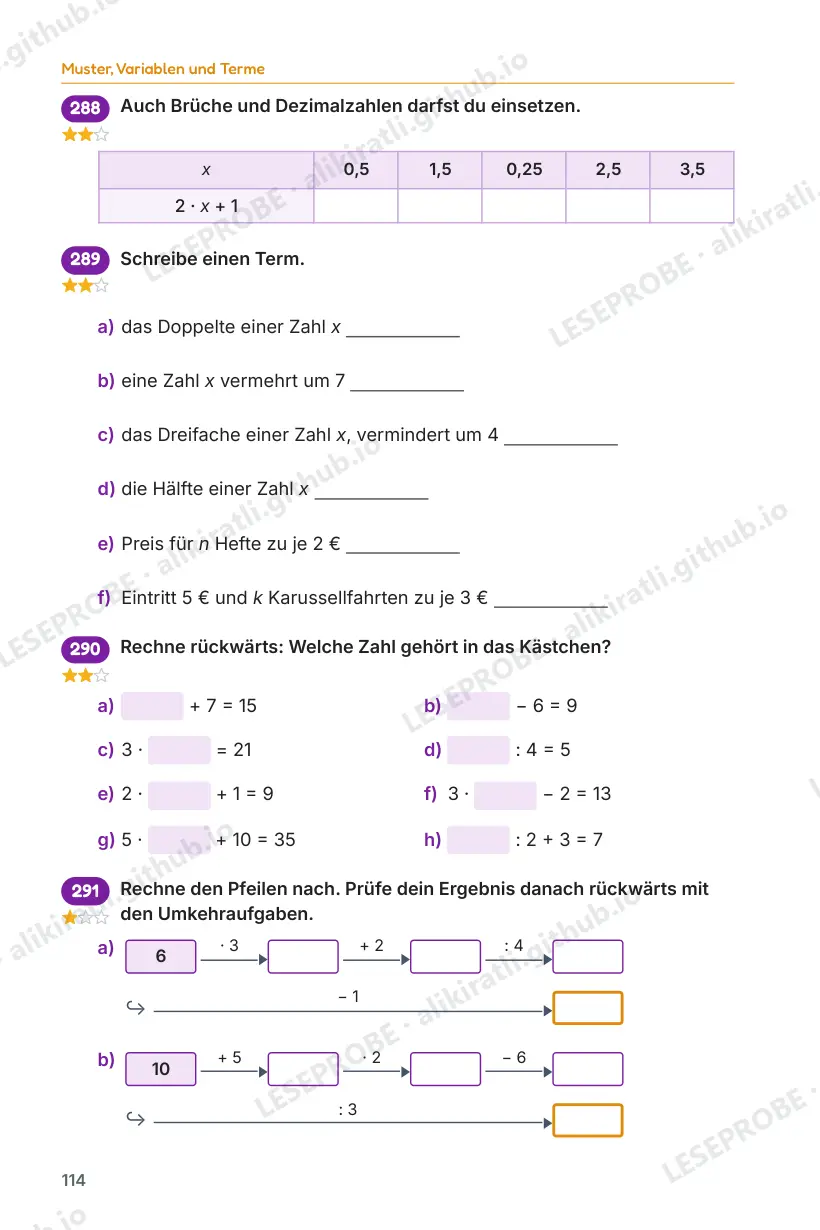 Muster, Variablen und Terme
288 Auch Brüche und Dezimalzahlen darfst du einsetzen.
x 0,5 1,5 0,25 2,5 3,5
2 · x + 1
289 Schreibe einen Term.
a) das Doppelte einer Zahl x ____________
b) eine Zahl x vermehrt um 7 ____________
c) das Dreifache einer Zahl x, vermindert um 4 ____________
d) die Hälfte einer Zahl x ____________
e) Preis für n Hefte zu je 2 € ____________
f) Eintritt 5 € und k Karussellfahrten zu je 3 € ____________
290 Rechne rückwärts: Welche Zahl gehört in das Kästchen?
a) + 7 = 15
b) − 6 = 9
c) 3 · = 21
d) : 4 = 5
e) 2 · + 1 = 9
f) 3 · − 2 = 13
g) 5 · + 10 = 35
h) : 2 + 3 = 7
291 Rechne den Pfeilen nach. Prüfe dein Ergebnis danach rückwärts mit
den Umkehraufgaben.
a) 6 · 3 + 2 : 4
↪ − 1
b) 10 + 5 · 2 − 6
↪ : 3
114
LESEPROBE · alikiratli.github.io